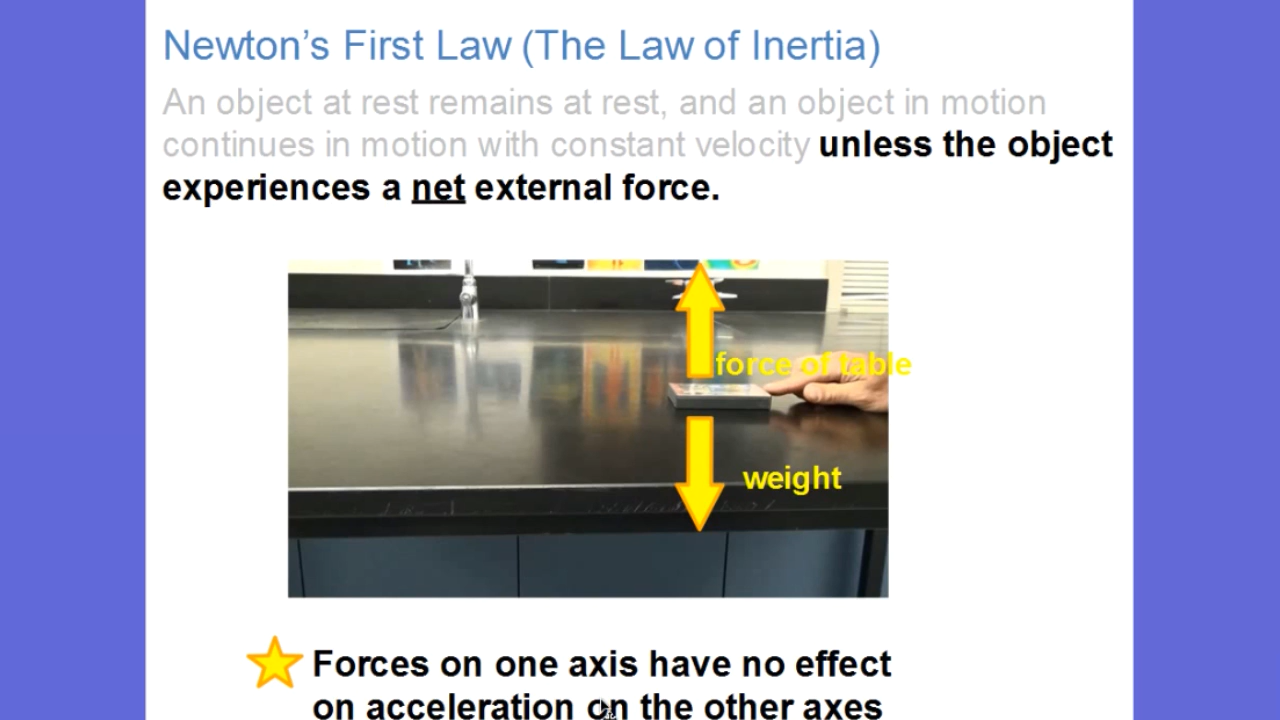 Newton’s First Law (The Law of Inertia)
An object at rest remains at rest, and an object in motion
continues in motion with constant velocity unless the object
experiences a net external force.
force of table
weight
Forces on one axis have no effect
on acceleration on the other axes